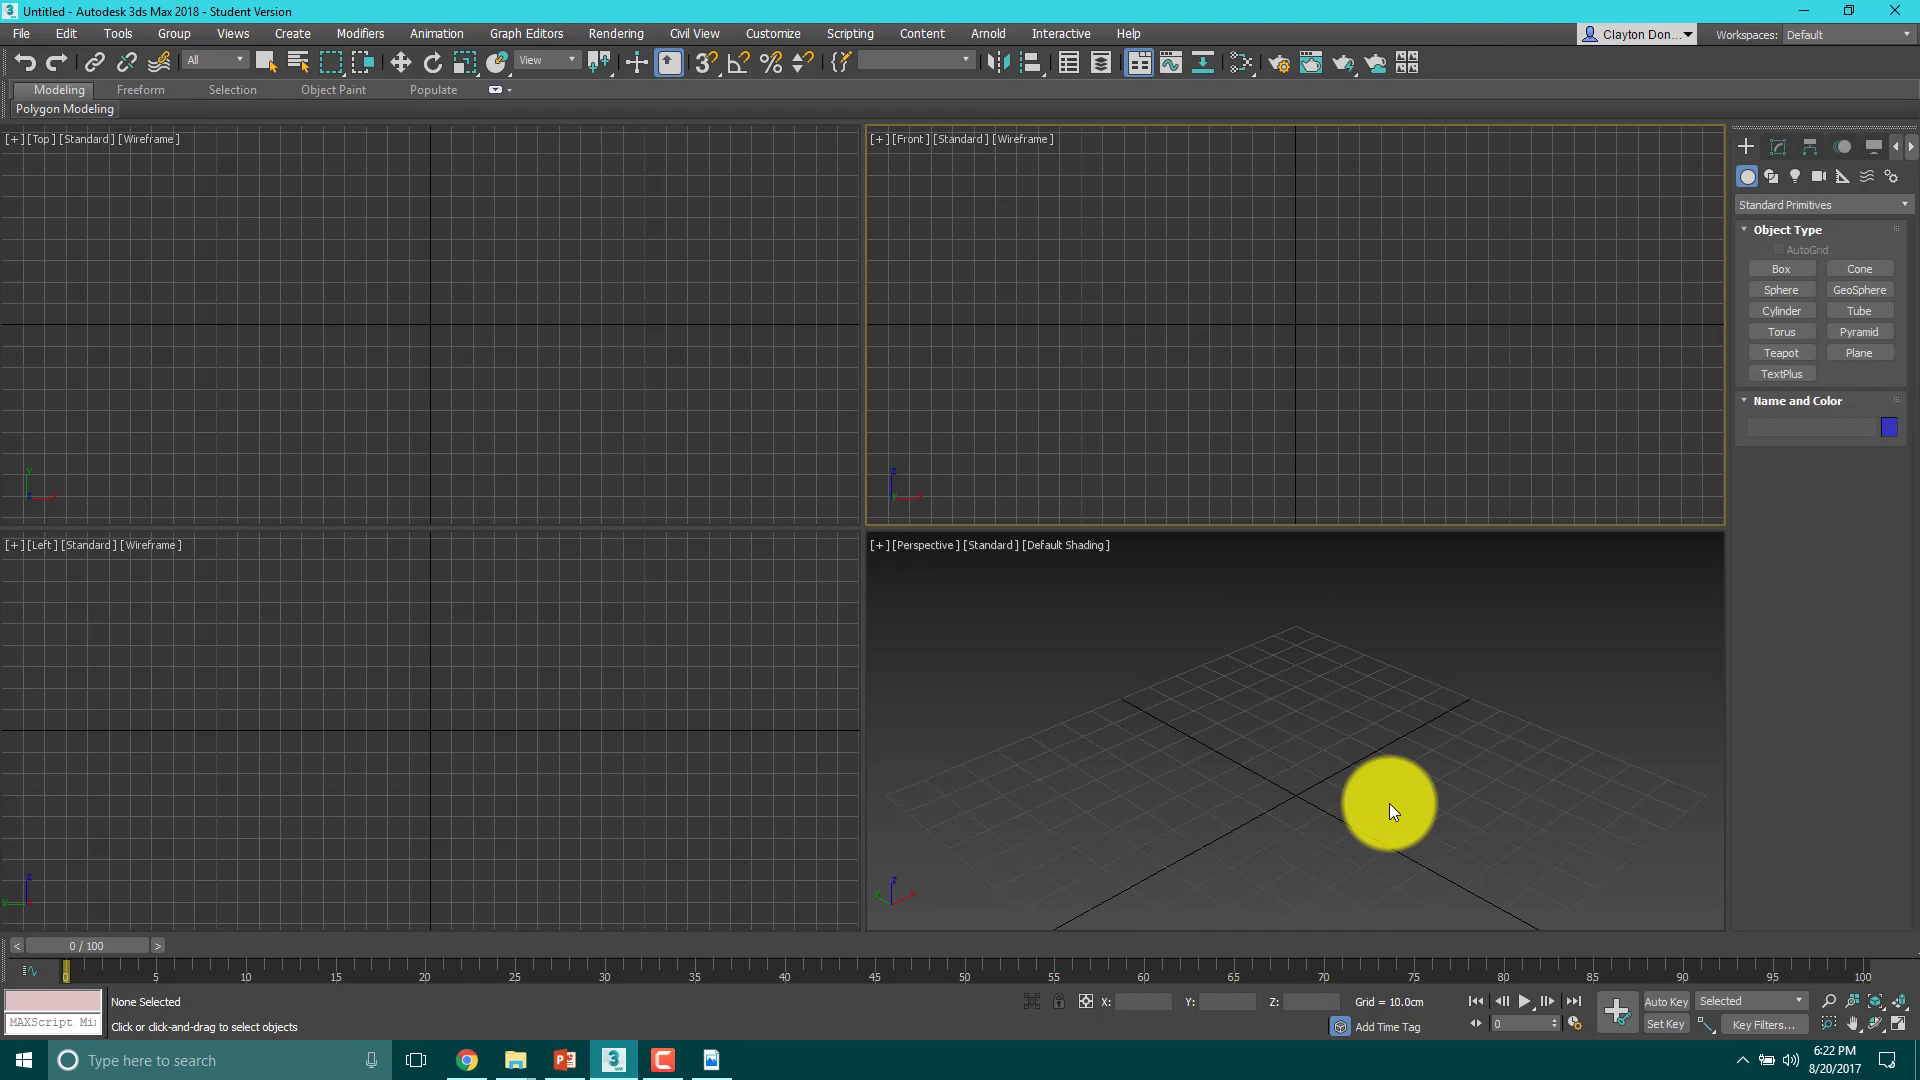 Untitled - Autodesk 3ds Max 2018 - Student Version
File Edit Tools Group Views Create Modifiers Animation Graph Editors Rendering Civil View Customize Scripting Content Arnold Interactive Help
Clayton Don... Workspaces: Default
All View
Modeling Freeform Selection Object Paint Populate
Polygon Modeling
[+] [Top] [Standard] [Wireframe]
[+] [Front] [Standard] [Wireframe]
Standard Primitives
Object Type
AutoGrid
Box Cone
Sphere GeoSphere
Cylinder Tube
Torus Pyramid
Teapot Plane
TextPlus
Name and Color
[+] [Left] [Standard] [Wireframe]
[+] [Perspective] [Standard] [Default Shading]
< 0 / 100 >
0 5 10 15 20 25 30 35 40 45 50 55 60 65 70 75 80 85 90 95 100
None Selected
X: Y: Z: Grid = 10.0cm
Auto Key Selected
MAXScript Mi
Click or click-and-drag to select objects
Add Time Tag
0
Set Key Key Filters...
Type here to search
6:22 PM
8/20/2017